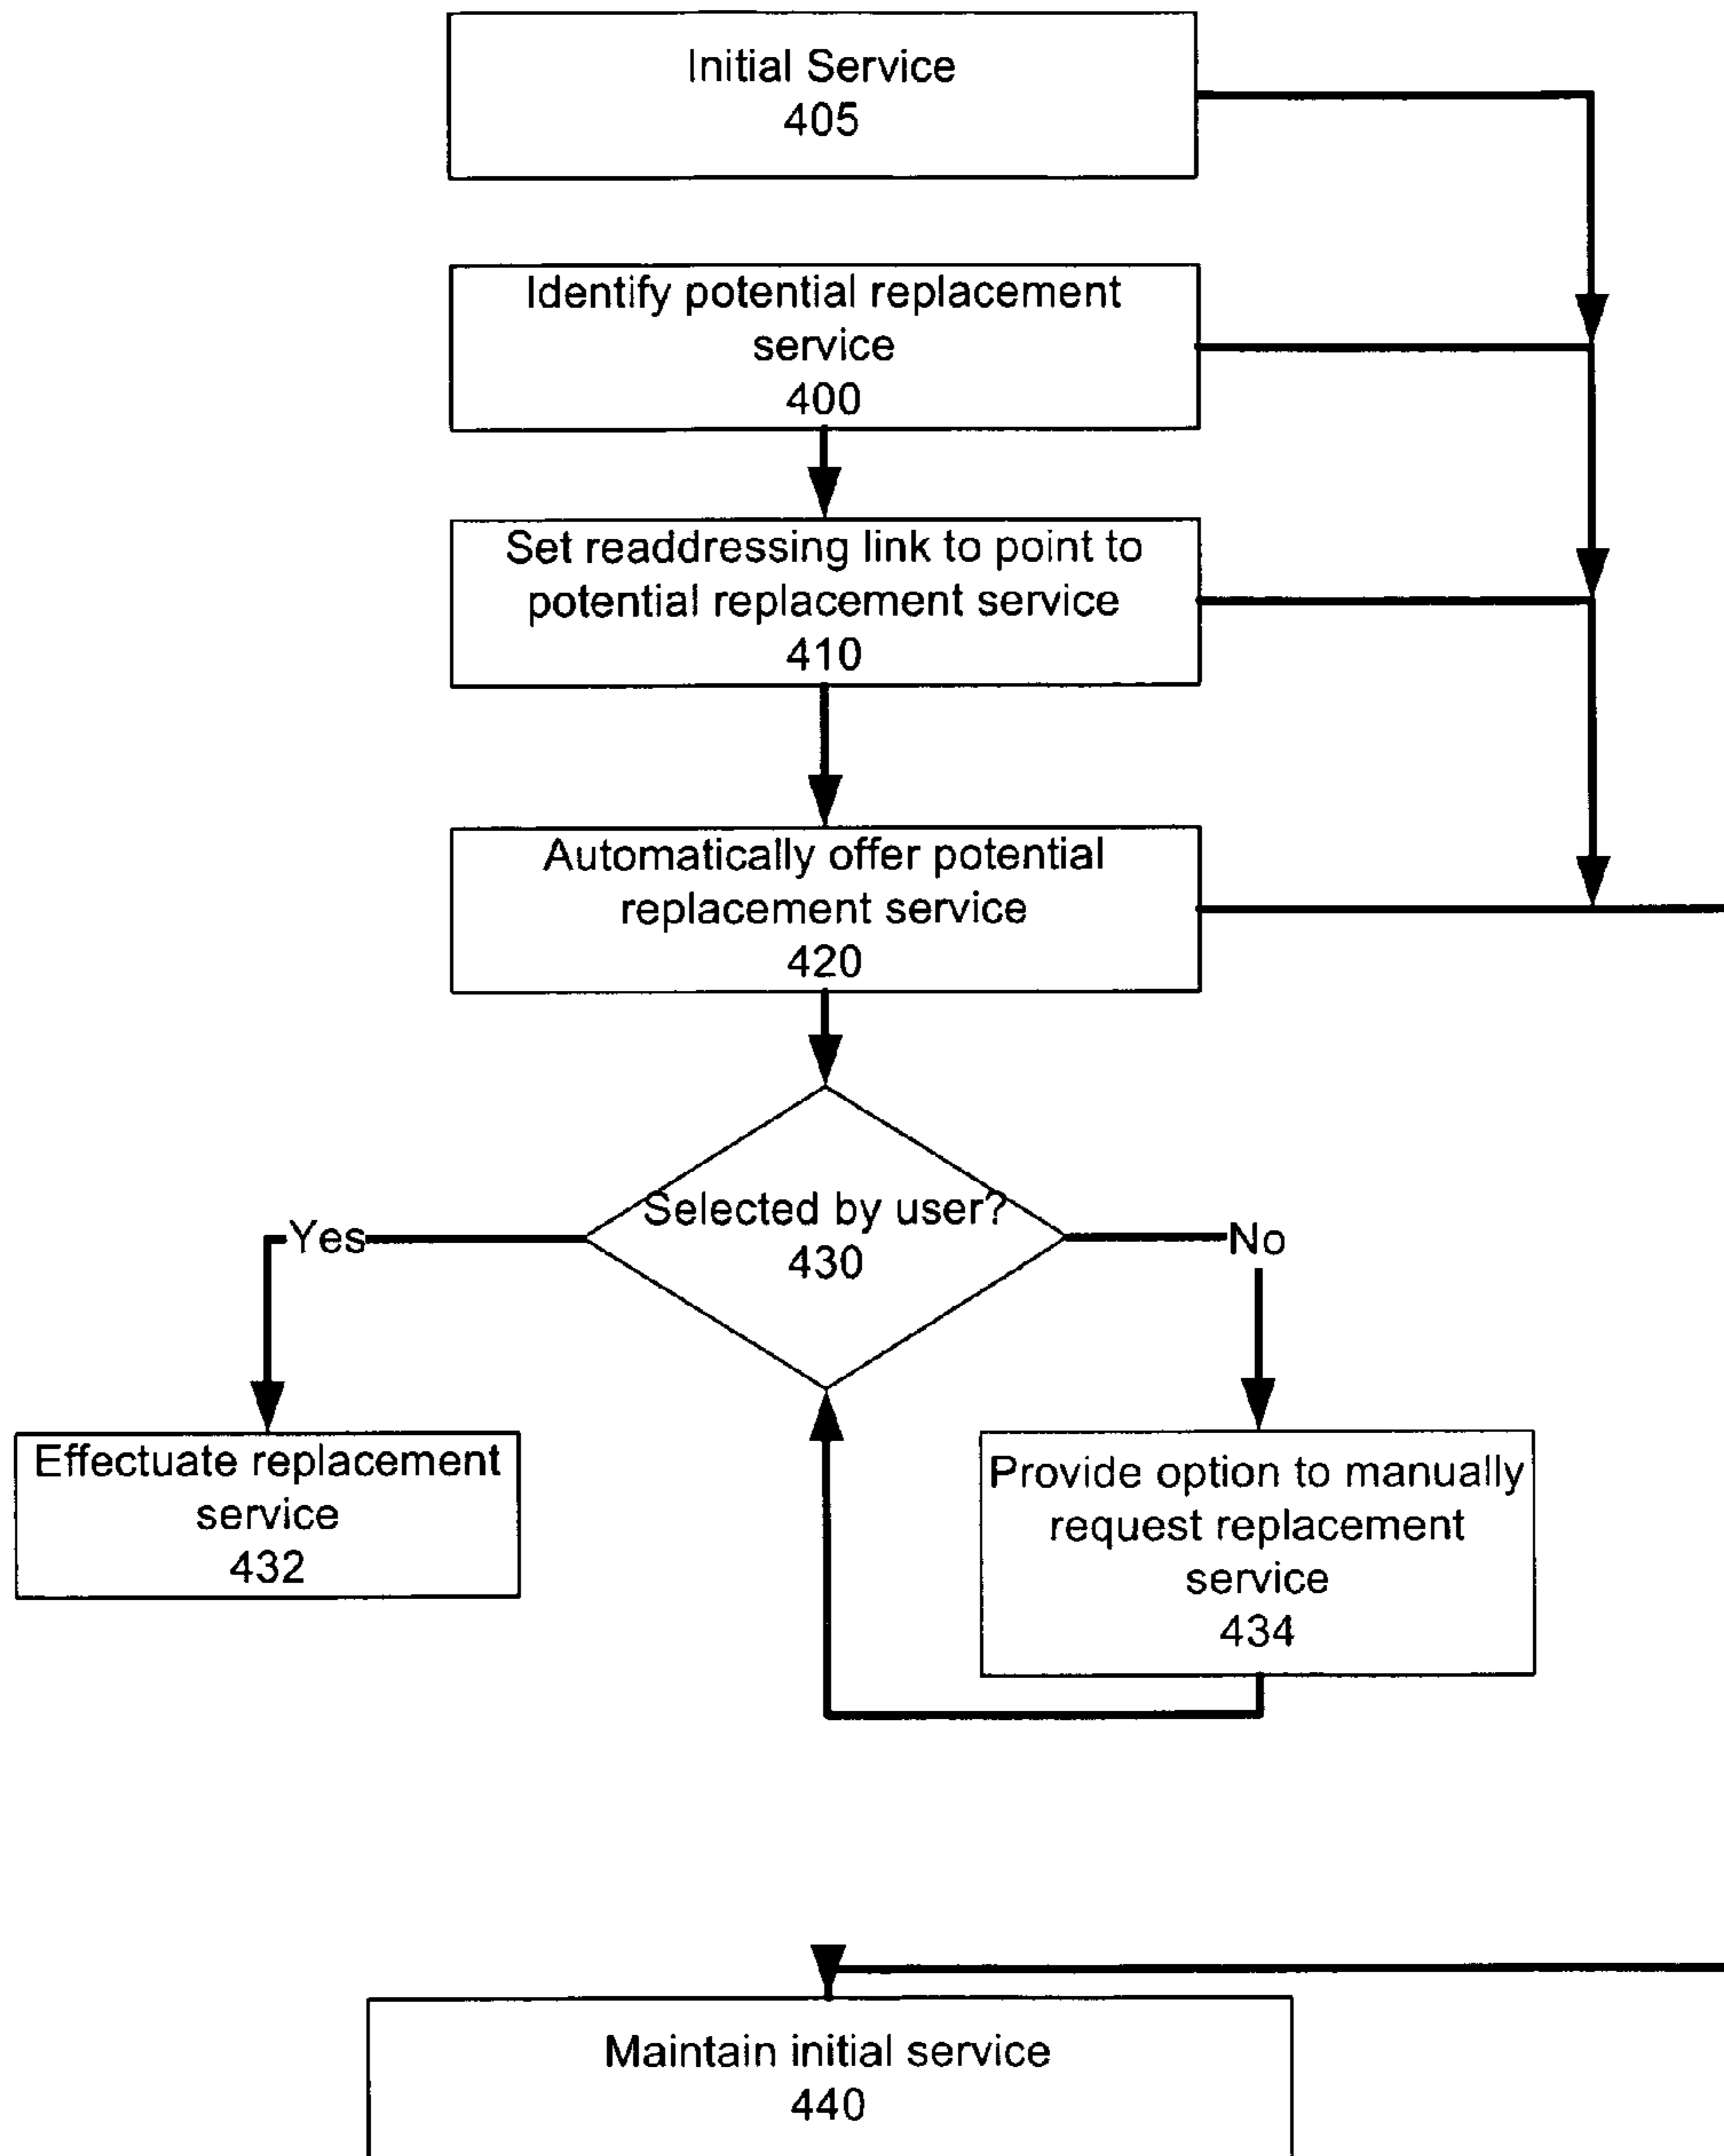 Initial Service
405
Identify potential replacement
service
400
Set readdressing link to point to
potential replacement service
410
Automatically offer potential
replacement service
420
Selected by user?
430
Yes
No
Effectuate replacement
service
432
Provide option to manually
request replacement
service
434
Maintain initial service
440